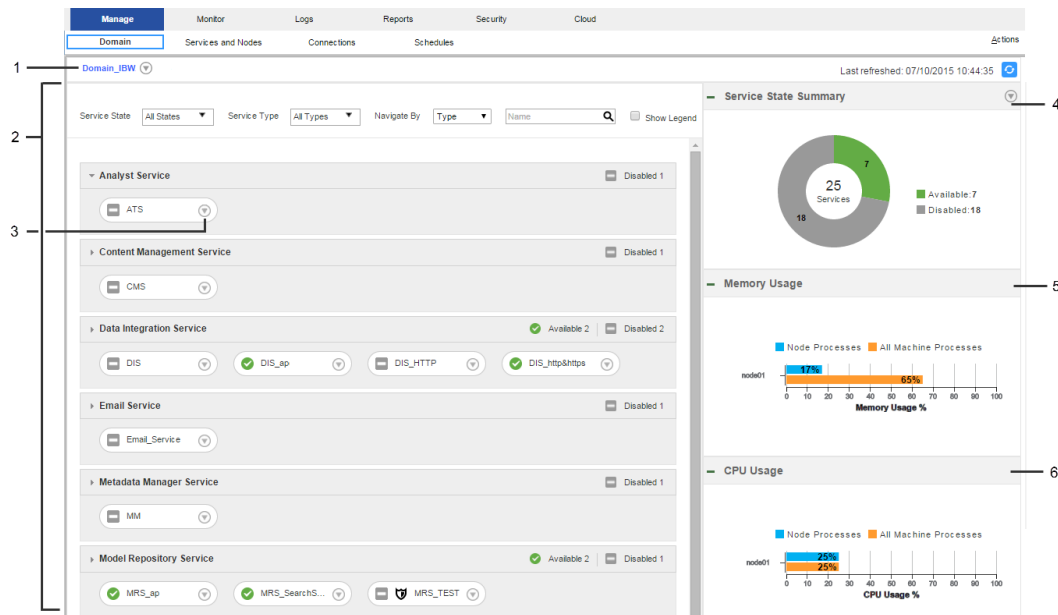 Manage Monitor Logs Reports Security Cloud
Domain Services and Nodes Connections Schedules Actions
1 Domain_IBW Last refreshed: 07/10/2015 10:44:35
2
Service State All States Service Type All Types Navigate By Type Name Show Legend
Analyst Service Disabled 1
3 ATS
Content Management Service Disabled 1
CMS
Data Integration Service Available 2 Disabled 2
DIS DIS_ap DIS_HTTP DIS_http&https
Email Service Disabled 1
Email_Service
Metadata Manager Service Disabled 1
MM
Model Repository Service Available 2 Disabled 1
MRS_ap MRS_SearchS... MRS_TEST
Service State Summary 4
7
25
Services
18
Available:7
Disabled:18
Memory Usage 5
Node Processes All Machine Processes
node01 17%
65%
0 10 20 30 40 50 60 70 80 90 100
Memory Usage %
CPU Usage 6
Node Processes All Machine Processes
node01 25%
25%
0 10 20 30 40 50 60 70 80 90 100
CPU Usage %